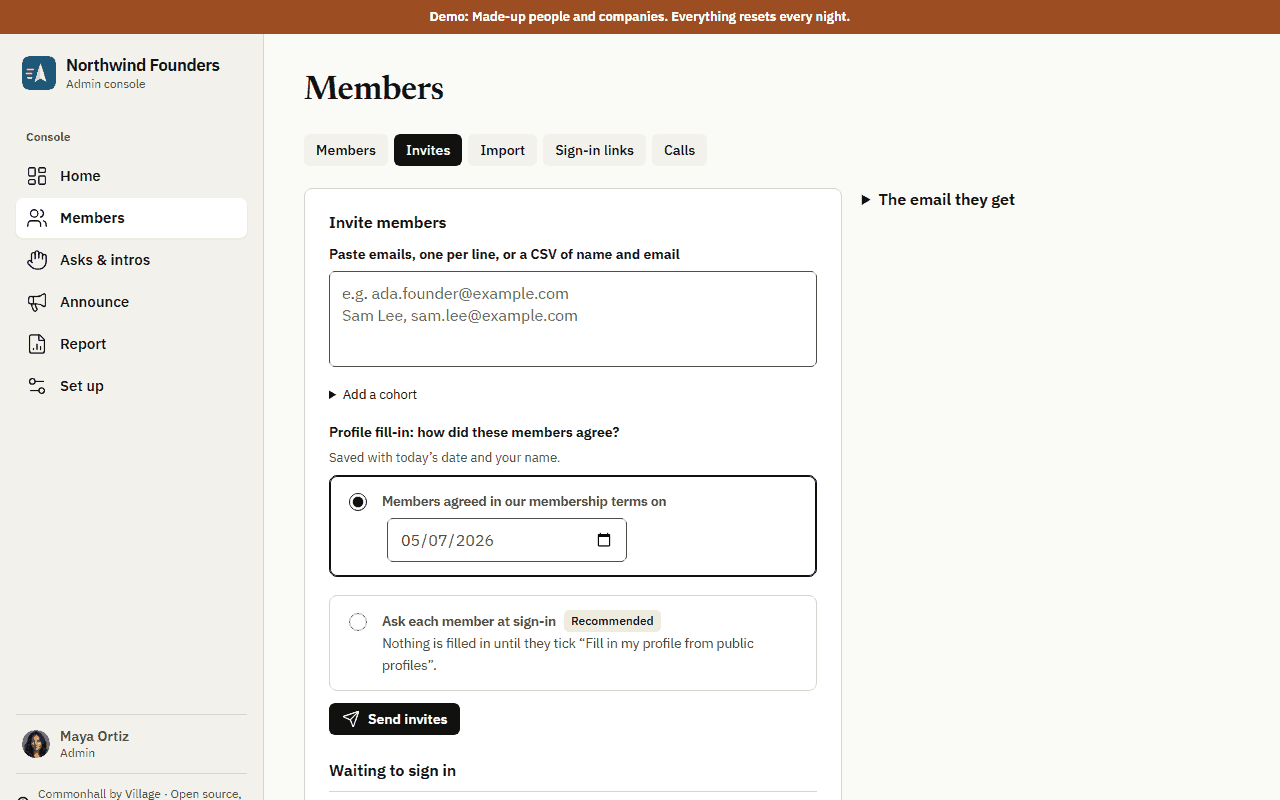 Demo: Made-up people and companies. Everything resets every night.
Northwind Founders
Admin console
Console
Home
Members
Asks & intros
Announce
Report
Set up
Maya Ortiz
Admin
Commonhall by Village · Open source,
Members
Members
Invites
Import
Sign-in links
Calls
Invite members
Paste emails, one per line, or a CSV of name and email
e.g. ada.founder@example.com
Sam Lee, sam.lee@example.com
Add a cohort
Profile fill-in: how did these members agree?
Saved with today’s date and your name.
Members agreed in our membership terms on
05/07/2026
Ask each member at sign-in Recommended
Nothing is filled in until they tick “Fill in my profile from public
profiles”.
Send invites
Waiting to sign in
The email they get